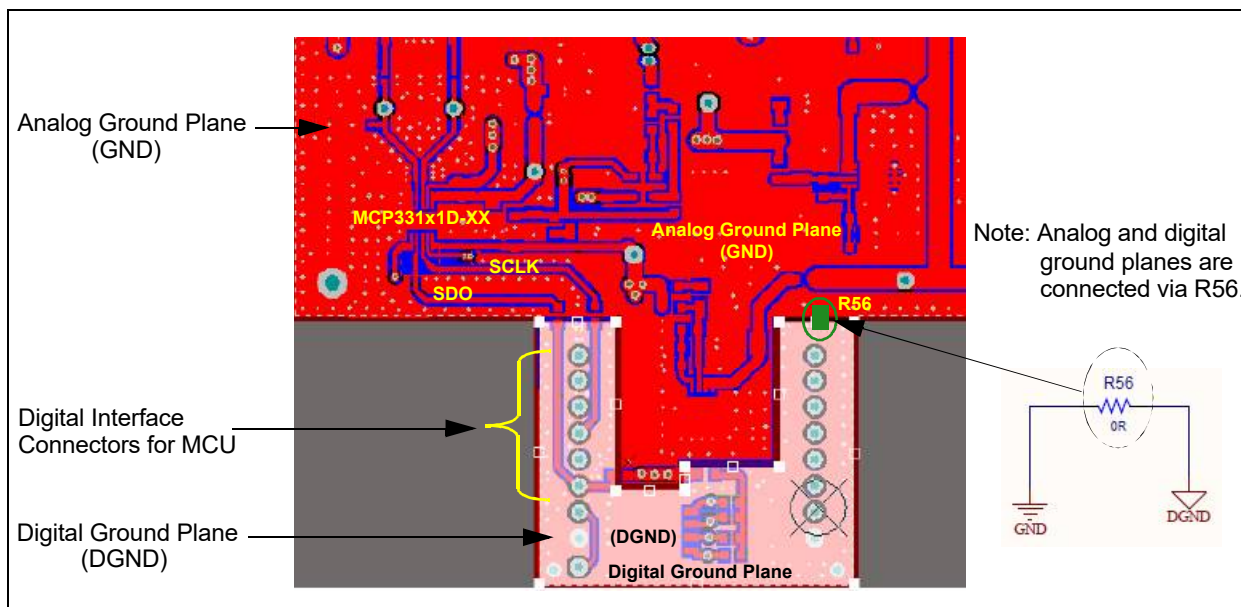 Analog Ground Plane
(GND)
MCP331x1D-XX
Analog Ground Plane
(GND)
SCLK
SDO
R56
Note: Analog and digital
ground planes are
connected via R56.
R56
0R
GND
DGND
Digital Interface
Connectors for MCU
Digital Ground Plane
(DGND)
(DGND)
Digital Ground Plane